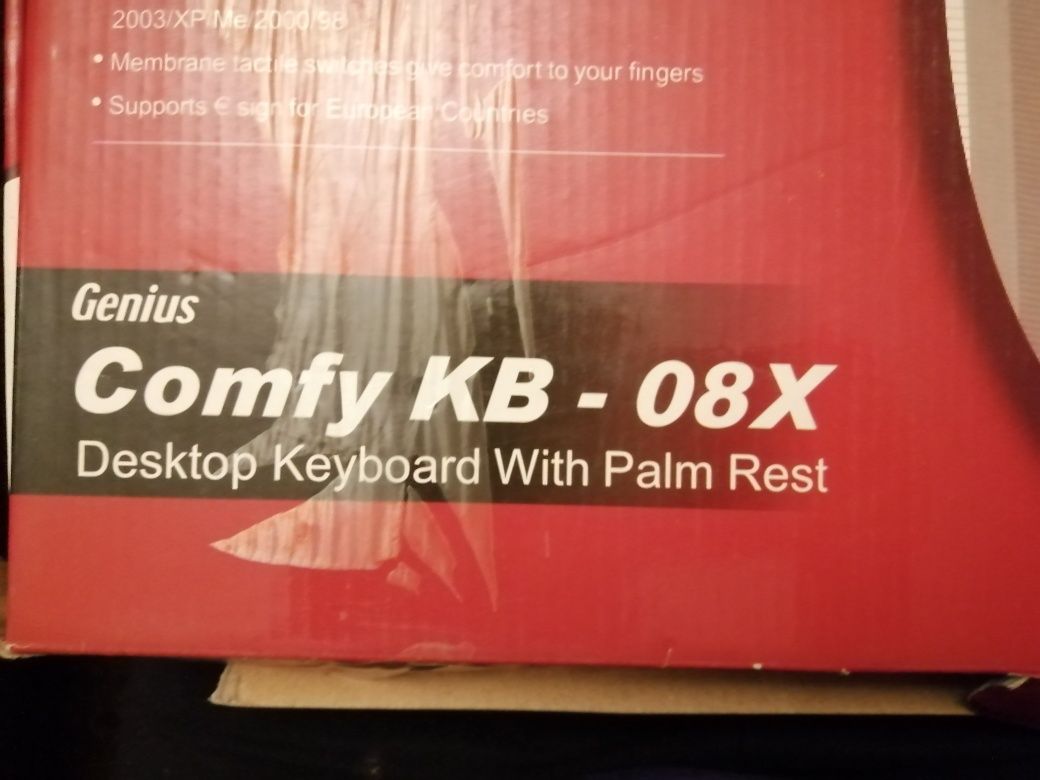 2003/XP Me 2000/98
• Membrane tactile switches give comfort to your fingers
• Supports € sign for European Countries
Genius
Comfy KB - 08X
Desktop Keyboard With Palm Rest